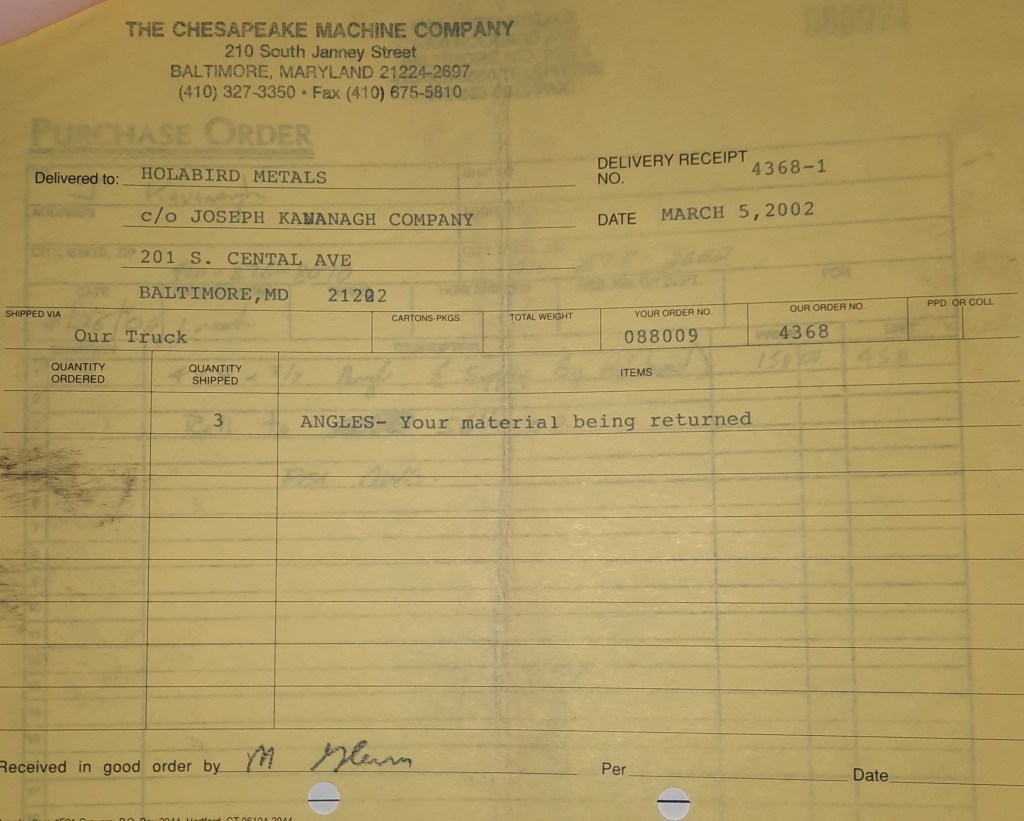 THE CHESAPEAKE MACHINE COMPANY
210 South Janney Street
BALTIMORE, MARYLAND 21224-2697
(410) 327-3350 • Fax (410) 675-5810
PURCHASE ORDER
Delivered to: HOLABIRD METALS
DELIVERY RECEIPT NO. 4368-1
c/o JOSEPH KAVANAGH COMPANY
DATE MARCH 5,2002
201 S. CENTAL AVE
BALTIMORE,MD 21202
SHIPPED VIA Our Truck
CARTONS-PKGS.
TOTAL WEIGHT
YOUR ORDER NO. 088009
OUR ORDER NO. 4368
PPD. OR COLL
QUANTITY ORDERED
QUANTITY SHIPPED
ITEMS
3 ANGLES- Your material being returned
Received in good order by M Glenn
Per
Date